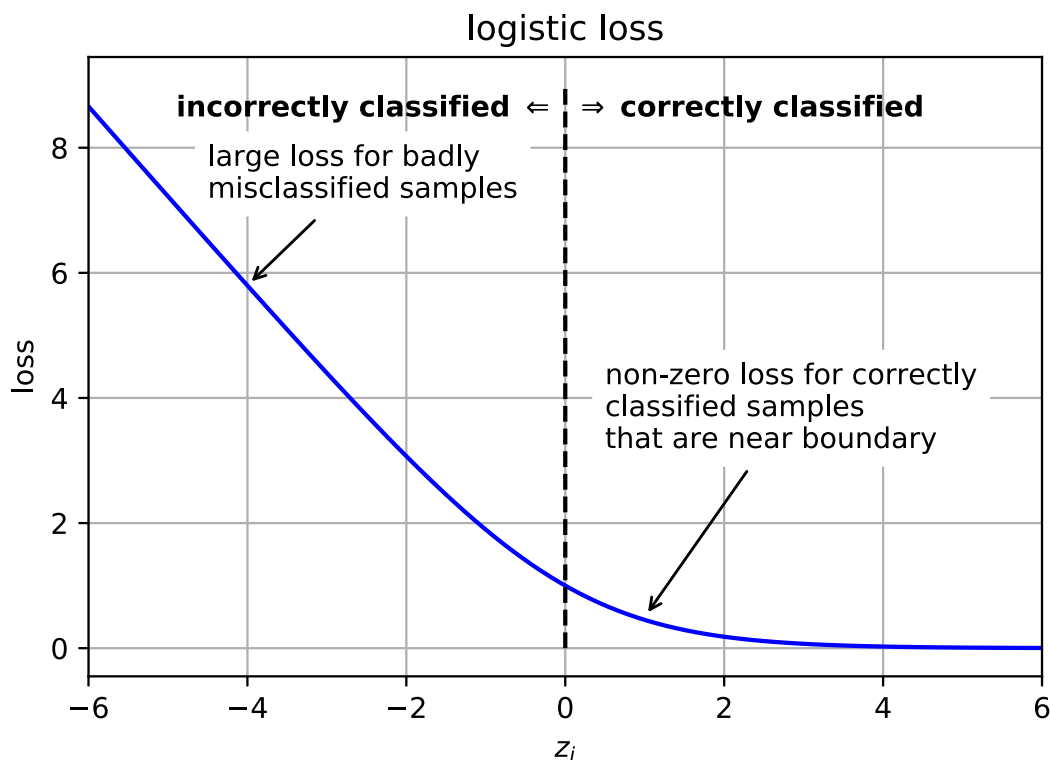 logistic loss
incorrectly classified ⇐ ⇒ correctly classified
large loss for badly
misclassified samples
non-zero loss for correctly
classified samples
that are near boundary
loss
8
6
4
2
0
−6 −4 −2 0 2 4 6
z_i